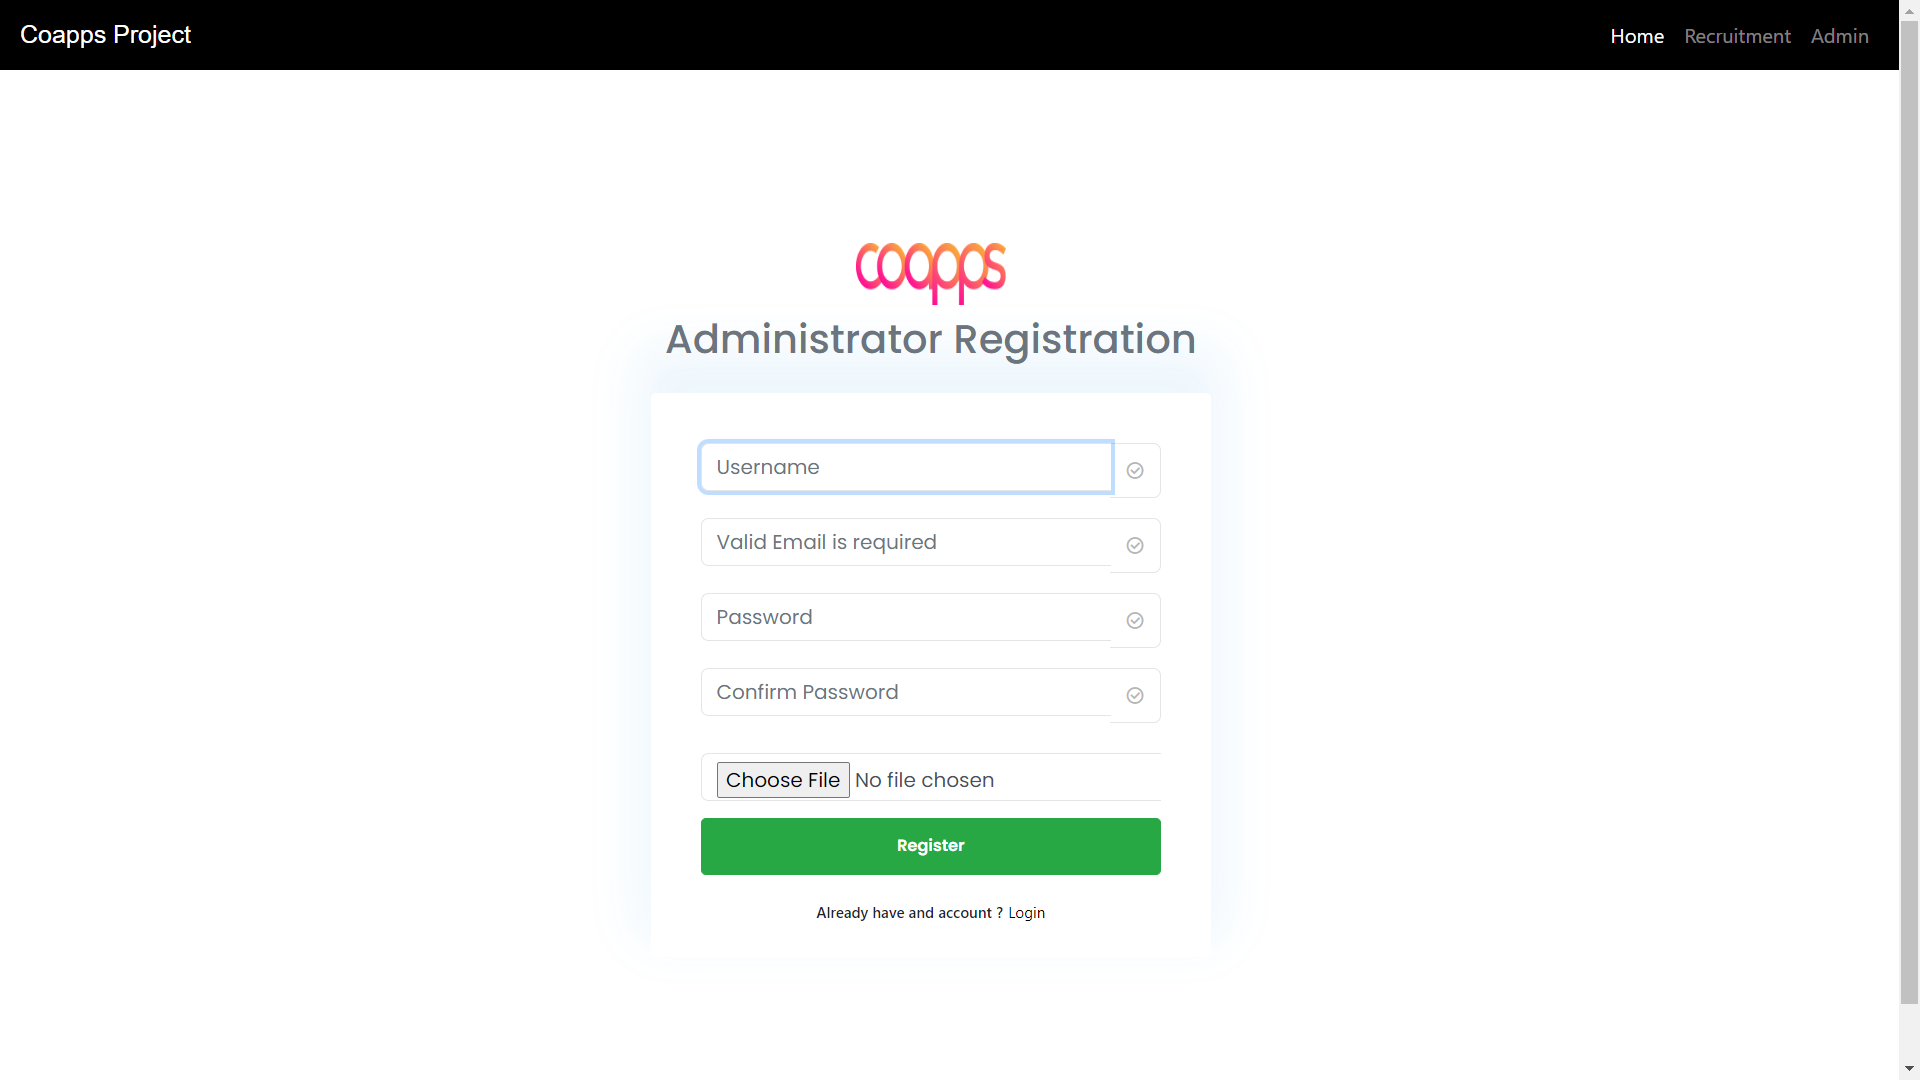 Coapps Project
Home Recruitment Admin
coapps
Administrator Registration
Username
Valid Email is required
Password
Confirm Password
Choose File No file chosen
Register
Already have and account ? Login